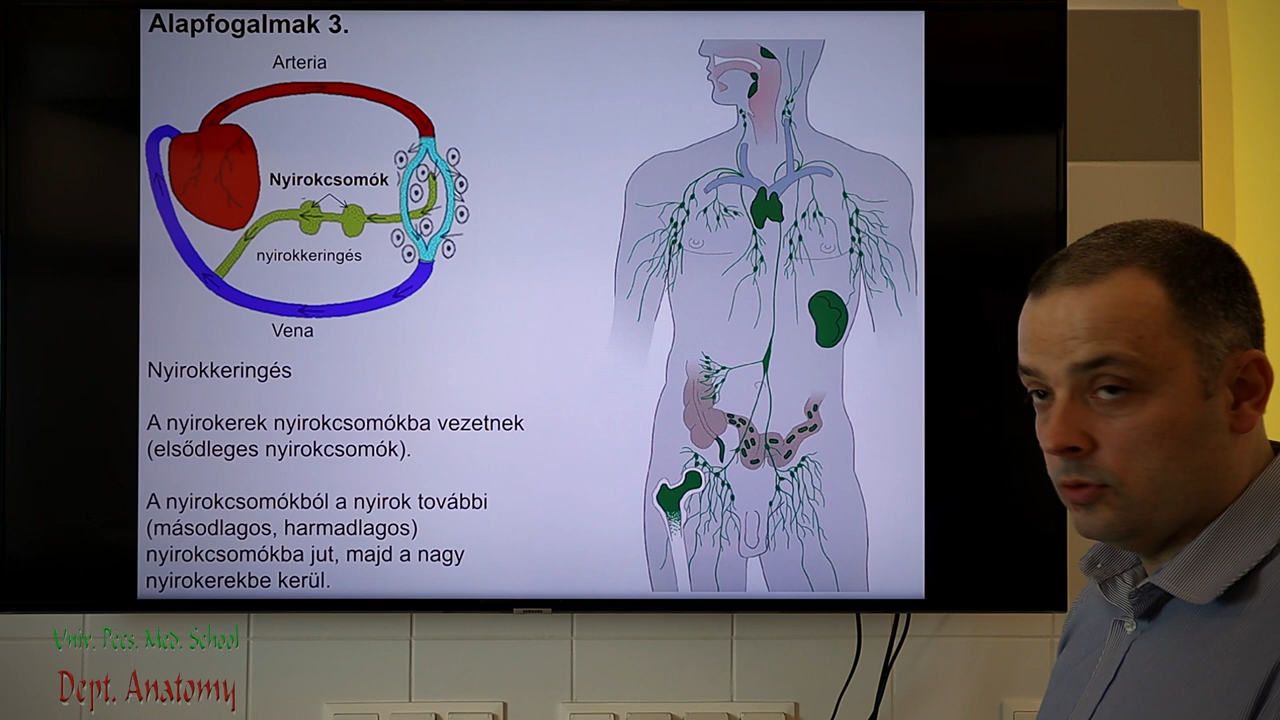 Alapfogalmak 3.
Arteria
Nyirokcsomók
nyirokkeringés
Vena
Nyirokkeringés
A nyirokerek nyirokcsomókba vezetnek
(elsődleges nyirokcsomók).
A nyirokcsomókból a nyirok további
(másodlagos, harmadlagos)
nyirokcsomókba jut, majd a nagy
nyirokerekbe kerül.
SAMSUNG
Univ. Pecs. Med. School
Dept. Anatomy